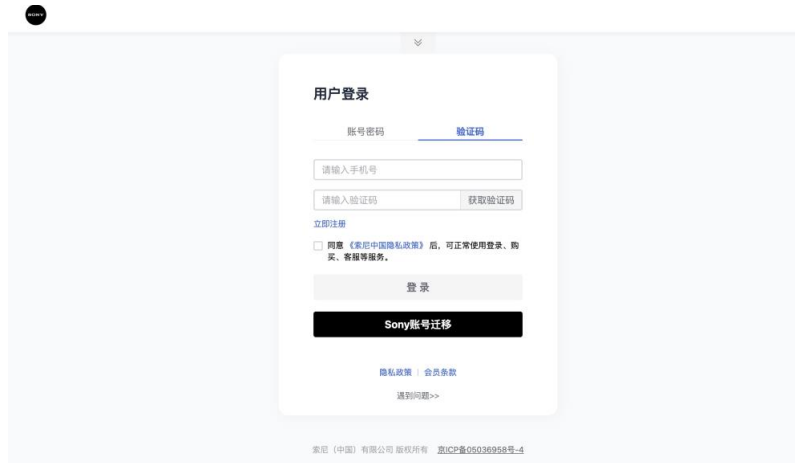 SONY
用户登录
账号密码 验证码
请输入手机号
请输入验证码 获取验证码
立即注册
同意《索尼中国隐私政策》后，可正常使用登录、购
买、客服等服务。
登 录
Sony账号迁移
隐私政策 | 会员条款
遇到问题>>
索尼（中国）有限公司 版权所有 京ICP备05036958号-4